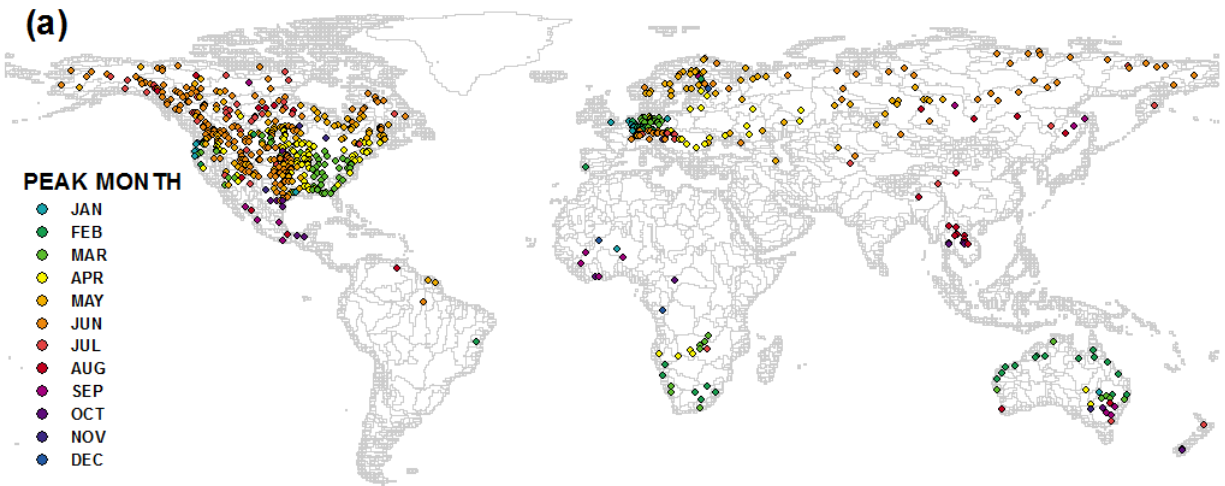 (a)
PEAK MONTH
JAN
FEB
MAR
APR
MAY
JUN
JUL
AUG
SEP
OCT
NOV
DEC